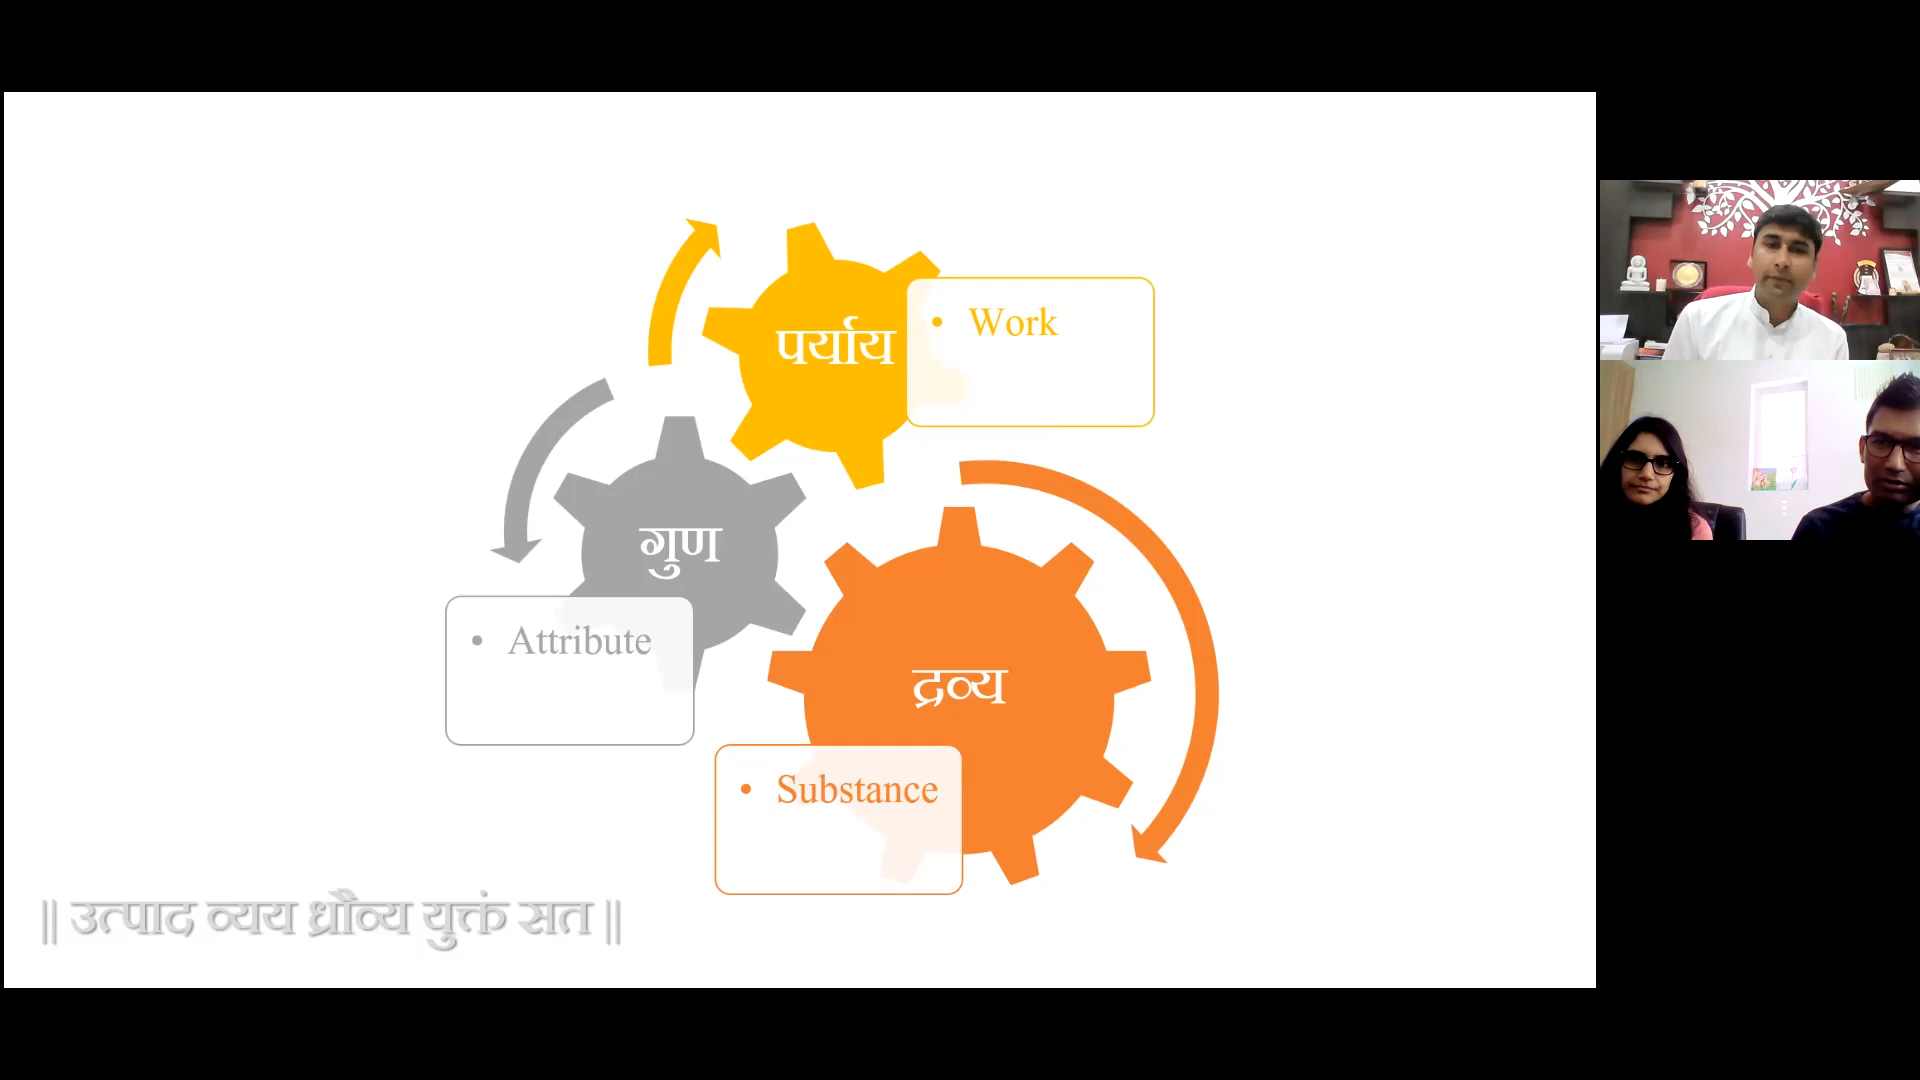 पर्याय
• Work
गुण
• Attribute
द्रव्य
• Substance
|| उत्पाद व्यय ध्रौव्य युक्तं सत ||